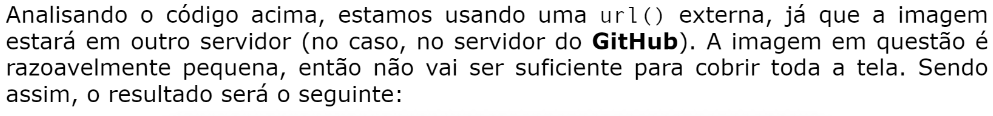 Analisando o código acima, estamos usando uma url() externa, já que a imagem
estará em outro servidor (no caso, no servidor do GitHub). A imagem em questão é
razoavelmente pequena, então não vai ser suficiente para cobrir toda a tela. Sendo
assim, o resultado será o seguinte: